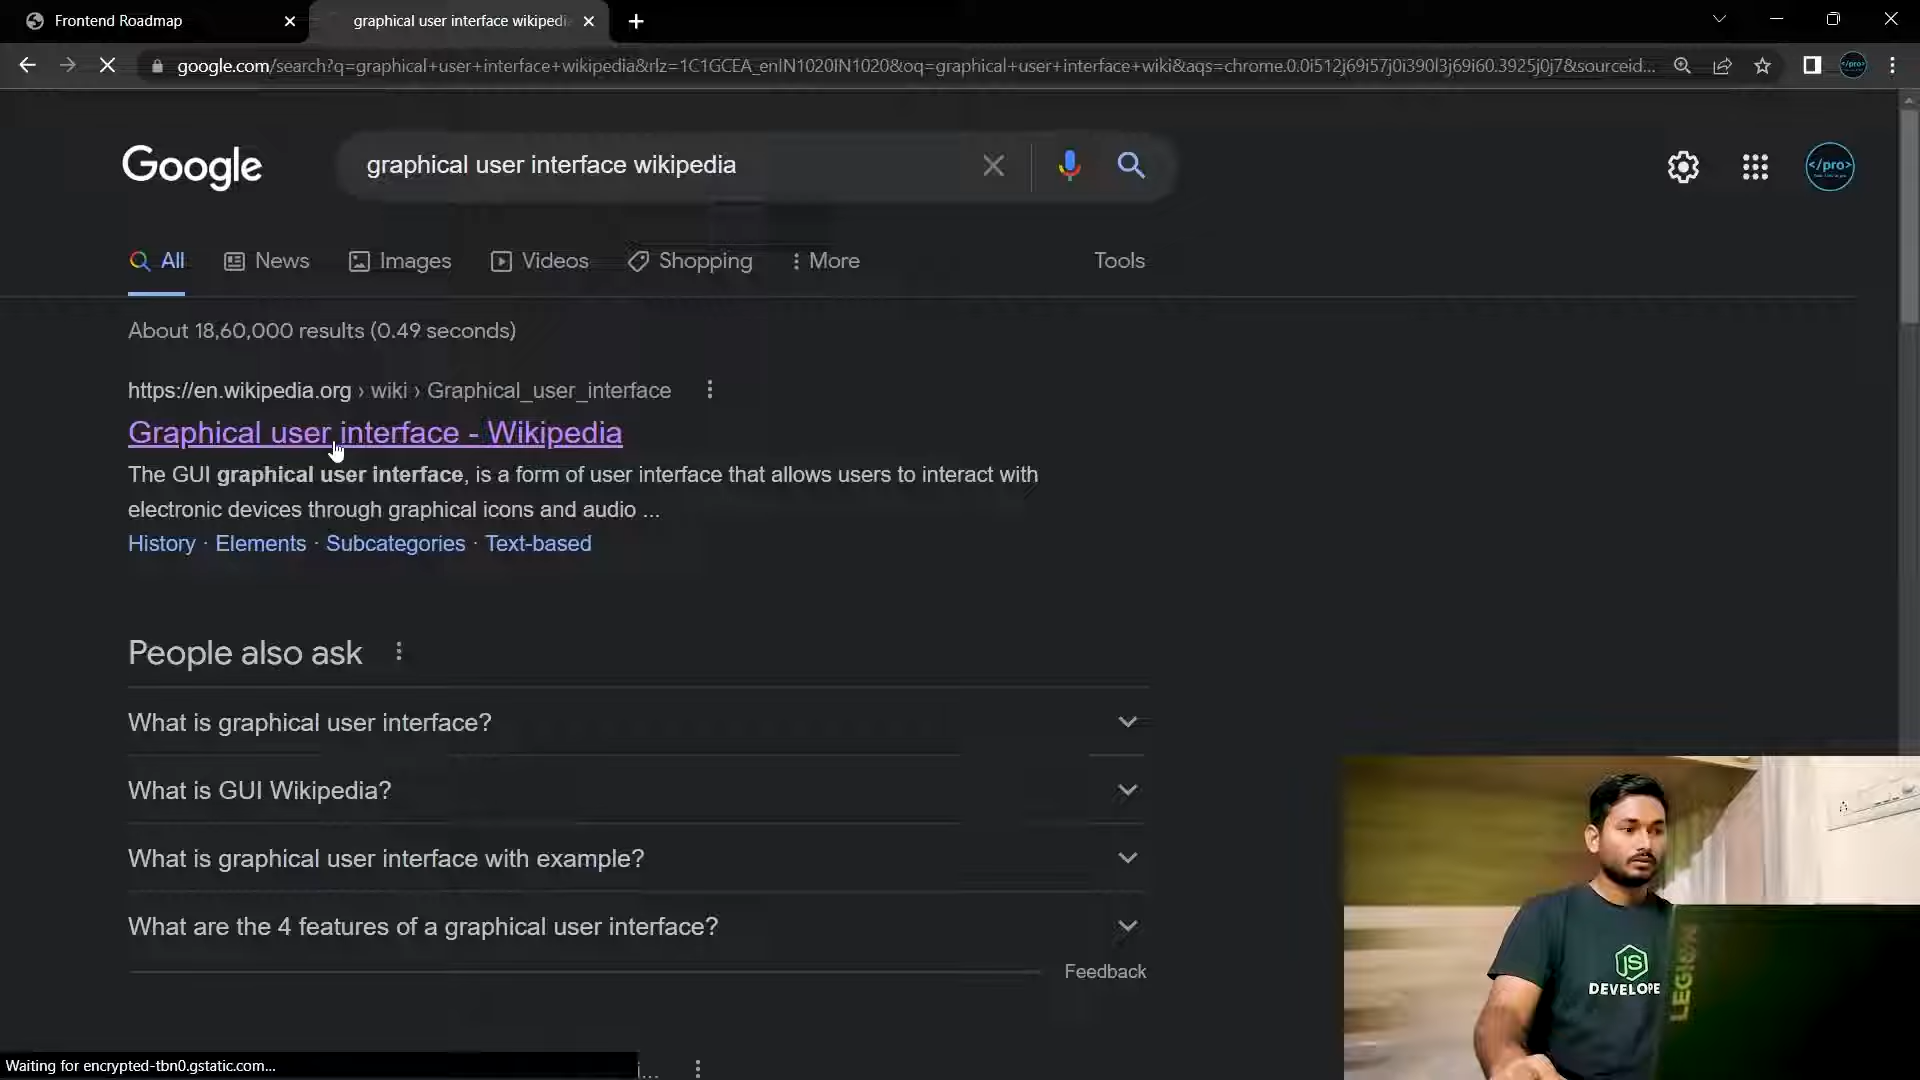 Frontend Roadmap
graphical user interface wikipedi
google.com/search?q=graphical+user+interface+wikipedia&rlz=1C1GCEA_enIN1020IN1020&oq=graphical+user+interface+wiki&aqs=chrome.0.0i512j69i57j0i390l3j69i60.3925j0j7&sourceid...
</pro>
Google
graphical user interface wikipedia
</pro>
All
News
Images
Videos
Shopping
More
Tools
About 18,60,000 results (0.49 seconds)
https://en.wikipedia.org › wiki › Graphical_user_interface
Graphical user interface - Wikipedia
The GUI graphical user interface, is a form of user interface that allows users to interact with
electronic devices through graphical icons and audio ...
History · Elements · Subcategories · Text-based
People also ask
What is graphical user interface?
What is GUI Wikipedia?
What is graphical user interface with example?
What are the 4 features of a graphical user interface?
Feedback
JS
DEVELOPE
LEGION
Waiting for encrypted-tbn0.gstatic.com...